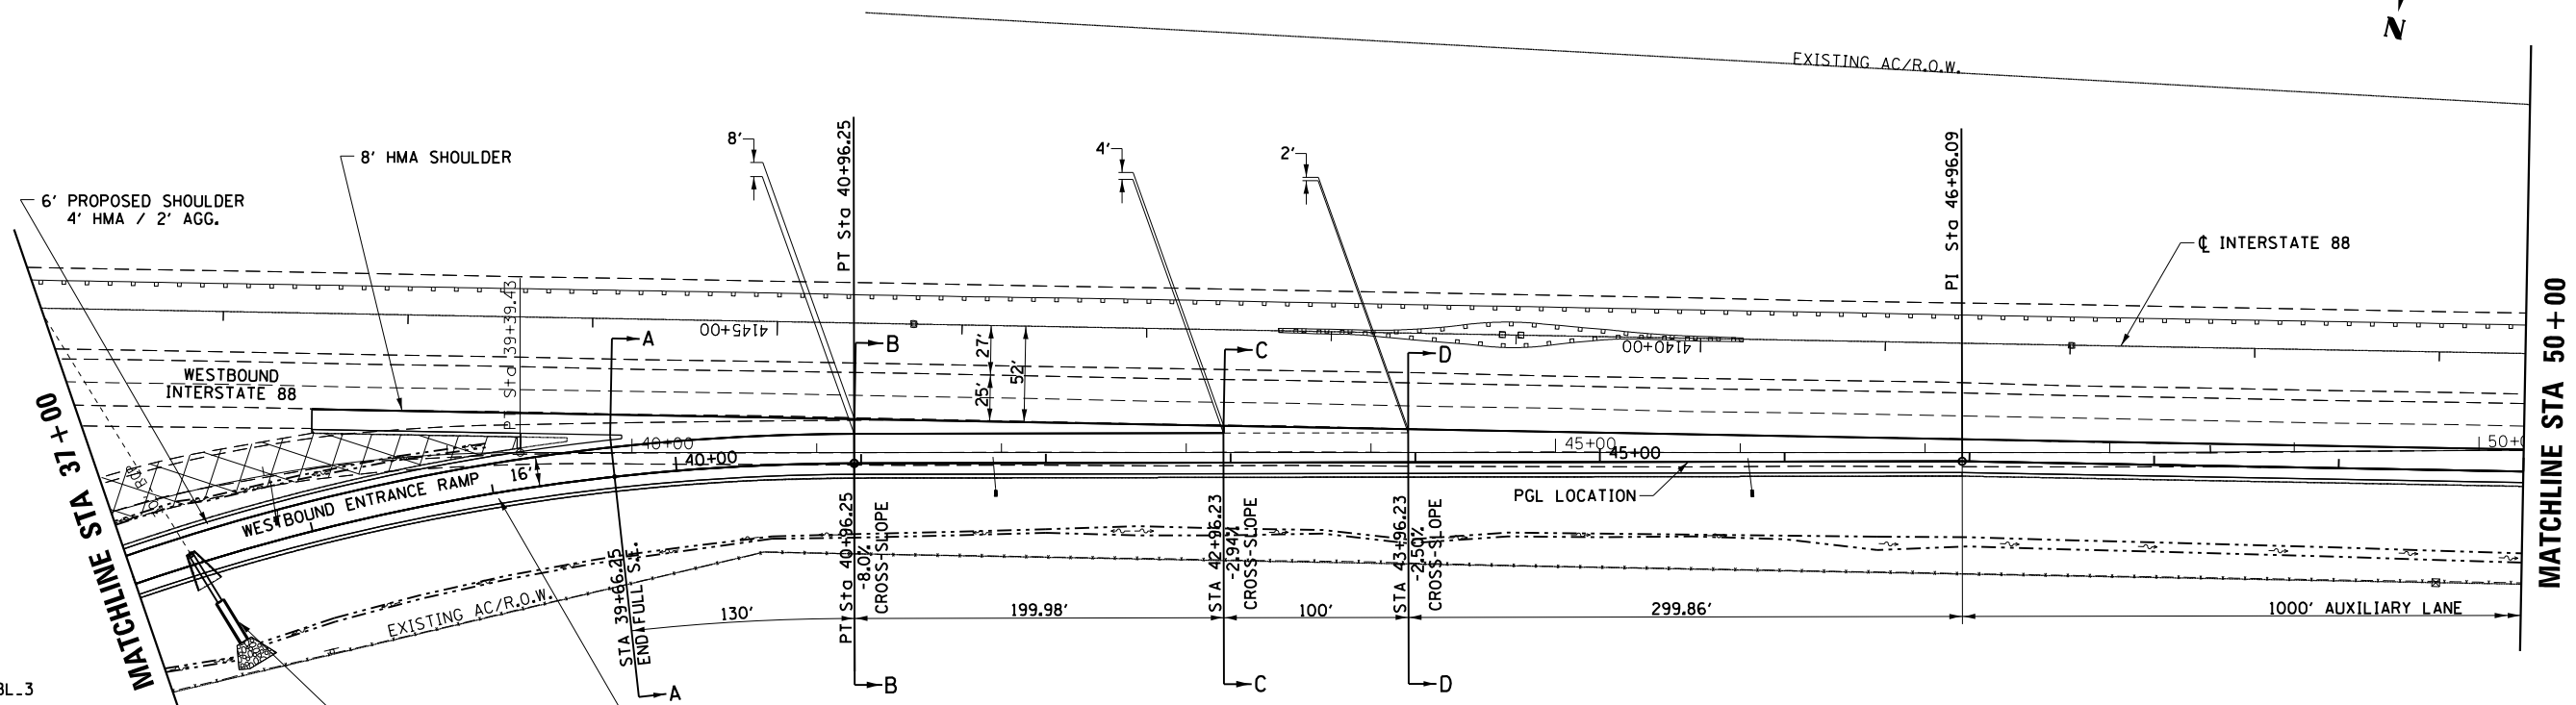 N
EXISTING AC/R.O.W.
8'
4'
2'
PT Sta 40+96.25
PI Sta 46+96.09
8' HMA SHOULDER
6' PROPOSED SHOULDER
4' HMA / 2' AGG.
℄ INTERSTATE 88
MATCHLINE STA 50+00
Sta 39+39.43
4145+00
27'
25'
52'
4140+00
A
B
C
D
WESTBOUND
INTERSTATE 88
MATCHLINE STA 37+00
40+00
40+00
45+00
45+00
16'
WESTBOUND ENTRANCE RAMP
PGL LOCATION
STA 39+66.25
END FULL S.E.
PT Sta 40+96.25
-8.0%
CROSS-SLOPE
STA 42+96.23
-2.94%
CROSS-SLOPE
STA 43+96.23
-2.50%
CROSS-SLOPE
EXISTING AC/R.O.W.
130'
199.98'
100'
299.86'
1000' AUXILIARY LANE
A
B
C
D
BL_3